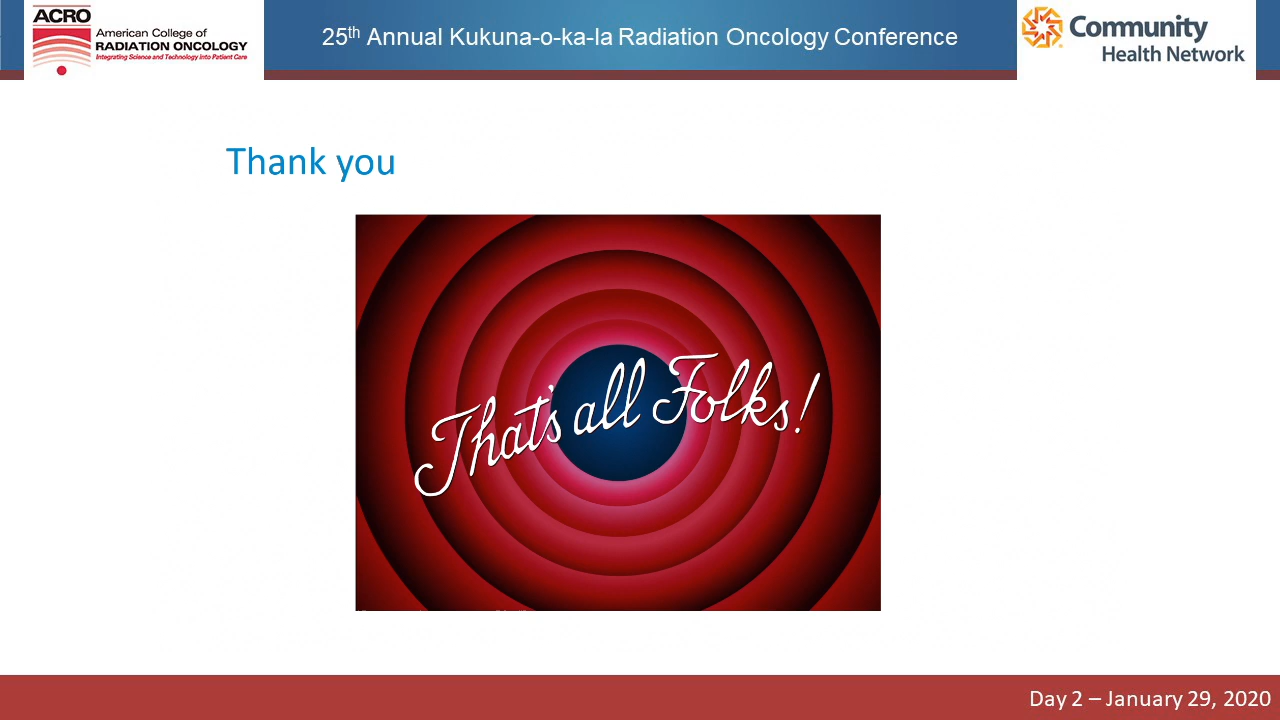 ACRO
American College of
RADIATION ONCOLOGY
Integrating Science and Technology Into Patient Care
25th Annual Kukuna-o-ka-la Radiation Oncology Conference
Community
Health Network
Thank you
That's all Folks!
Day 2 – January 29, 2020